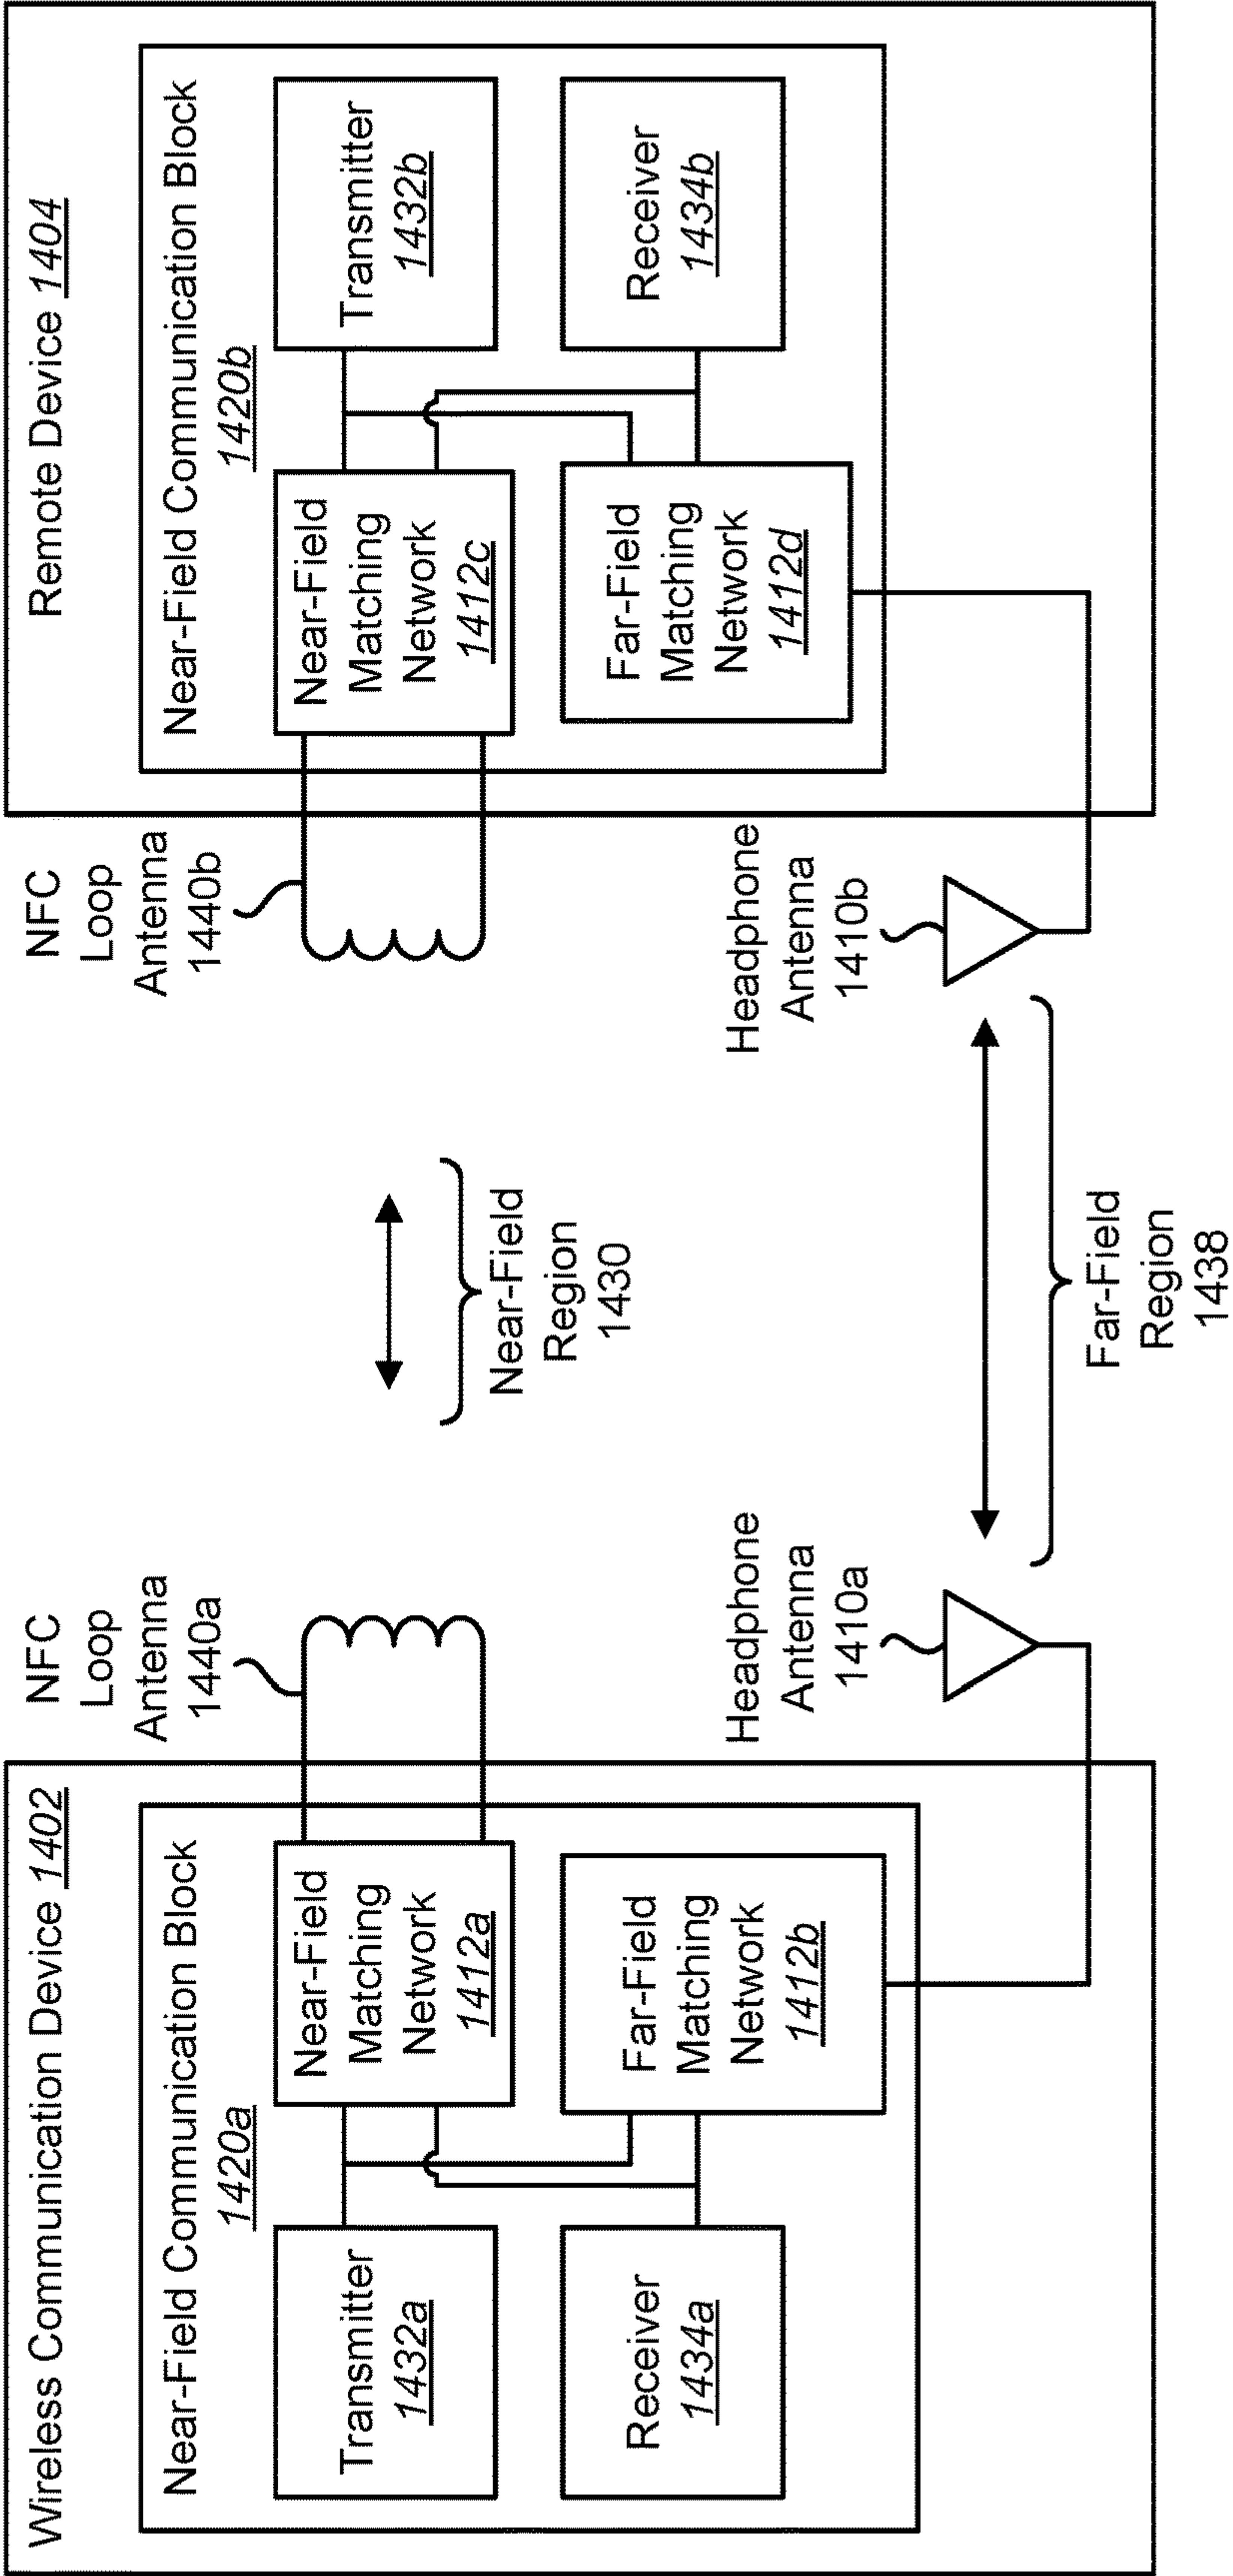 Wireless Communication Device 1402
Near-Field Communication Block
1420a
Transmitter
1432a
Receiver
1434a
Near-Field
Matching
Network
1412a
Far-Field
Matching
Network
1412b
NFC
Loop
Antenna
1440a
Headphone
Antenna
1410a
Near-Field
Region
1430
Far-Field
Region
1438
NFC
Loop
Antenna
1440b
Headphone
Antenna
1410b
Remote Device 1404
Near-Field Communication Block
1420b
Near-Field
Matching
Network
1412c
Far-Field
Matching
Network
1412d
Transmitter
1432b
Receiver
1434b